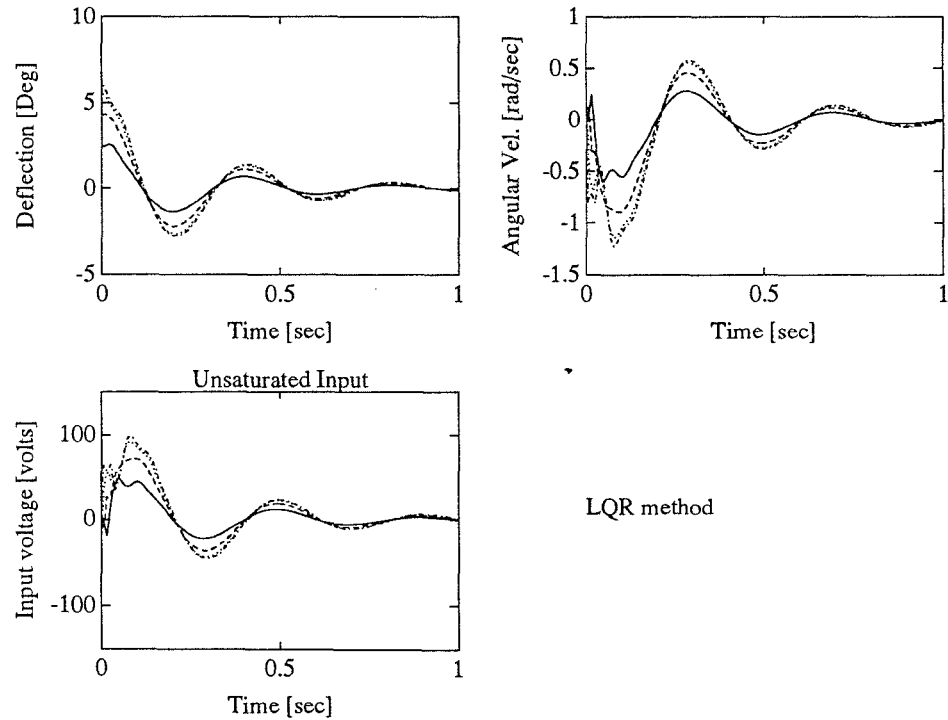 10
5
0
-5
Deflection [Deg]
0
0.5
1
Time [sec]
1
0.5
0
-0.5
-1
-1.5
Angular Vel. [rad/sec]
0
0.5
1
Time [sec]
Unsaturated Input
100
0
-100
Input voltage [volts]
0
0.5
1
Time [sec]
LQR method